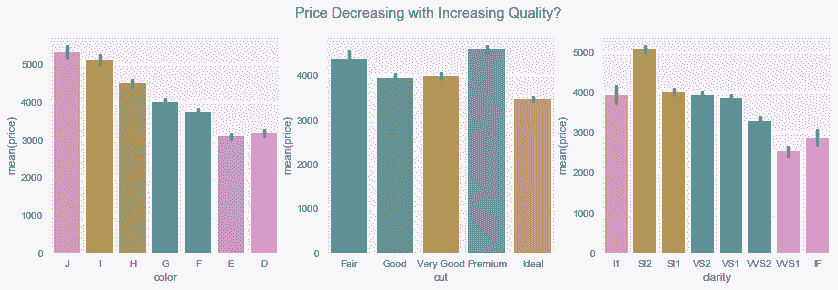 Price Decreasing with Increasing Quality?
mean(price)
5000
4000
3000
2000
1000
0
J I H G F E D
color
mean(price)
4000
3000
2000
1000
0
Fair Good Very Good Premium Ideal
cut
mean(price)
5000
4000
3000
2000
1000
0
I1 SI2 SI1 VS2 VS1 VVS2 VVS1 IF
clarity